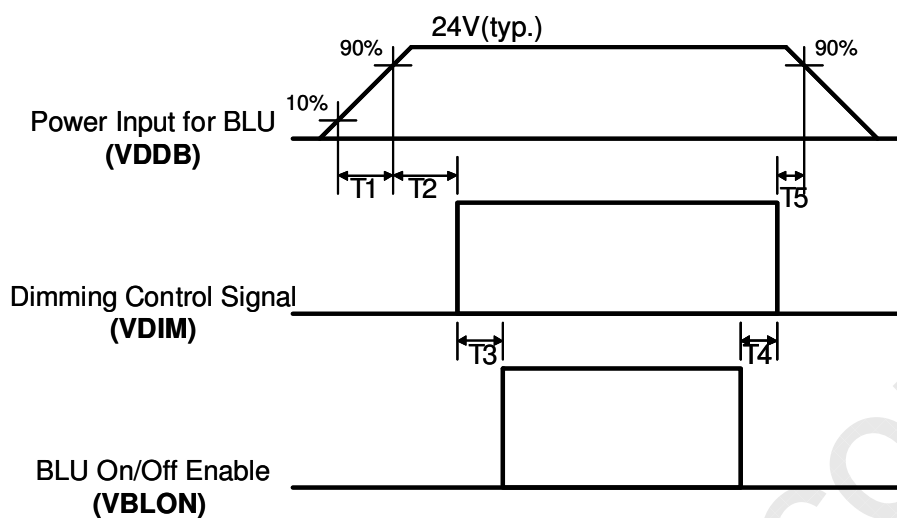 24V(typ.)
90%
90%
10%
Power Input for BLU
(VDDB)
T1
T2
T5
Dimming Control Signal
(VDIM)
T3
T4
BLU On/Off Enable
(VBLON)